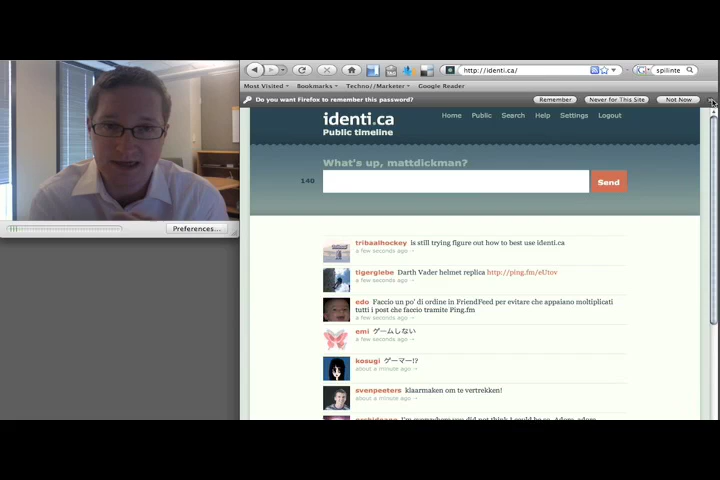 Preferences...
http://identi.ca/
spilinte
Most Visited
Bookmarks
Techno//Marketer
Google Reader
Do you want Firefox to remember this password?
Remember
Never for This Site
Not Now
identi.ca
Home Public Search Help Settings Logout
Public timeline
What's up, mattdickman?
140
Send
tribaalhockey is still trying figure out how to best use identi.ca
a few seconds ago
tigerglebe Darth Vader helmet replica http://ping.fm/eUtov
a few seconds ago
edo Faccio un po' di ordine in FriendFeed per evitare che appaiano moltiplicati
tutti i post che faccio tramite Ping.fm
a few seconds ago
emi ゲームしない
a few seconds ago
kosugi ゲーマー!?
about a minute ago
svenpeeters klaarmaken om te vertrekken!
about a minute ago